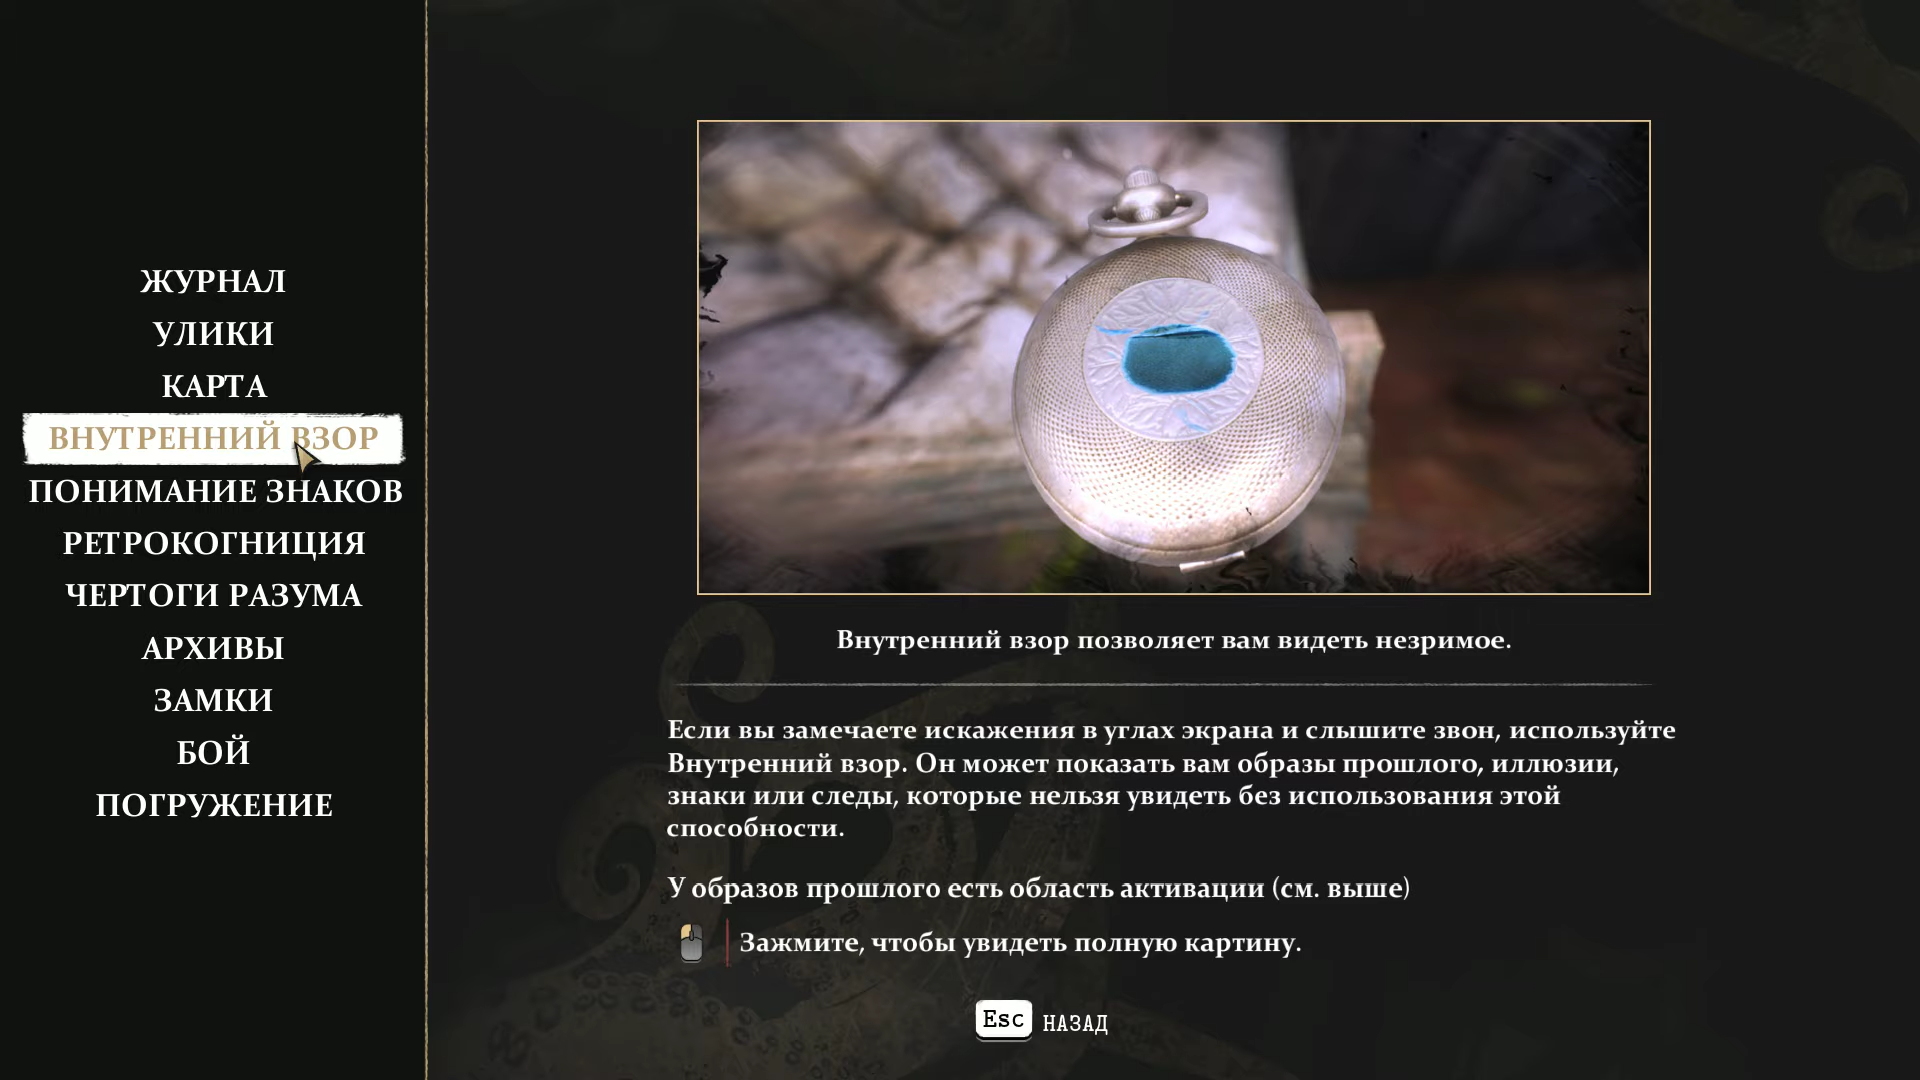 ЖУРНАЛ
УЛИКИ
КАРТА
ВНУТРЕННИЙ ВЗОР
ПОНИМАНИЕ ЗНАКОВ
РЕТРОКОГНИЦИЯ
ЧЕРТОГИ РАЗУМА
АРХИВЫ
ЗАМКИ
БОЙ
ПОГРУЖЕНИЕ
Внутренний взор позволяет вам видеть незримое.
Если вы замечаете искажения в углах экрана и слышите звон, используйте
Внутренний взор. Он может показать вам образы прошлого, иллюзии,
знаки или следы, которые нельзя увидеть без использования этой
способности.
У образов прошлого есть область активации (см. выше)
Зажмите, чтобы увидеть полную картину.
Esc НАЗАД